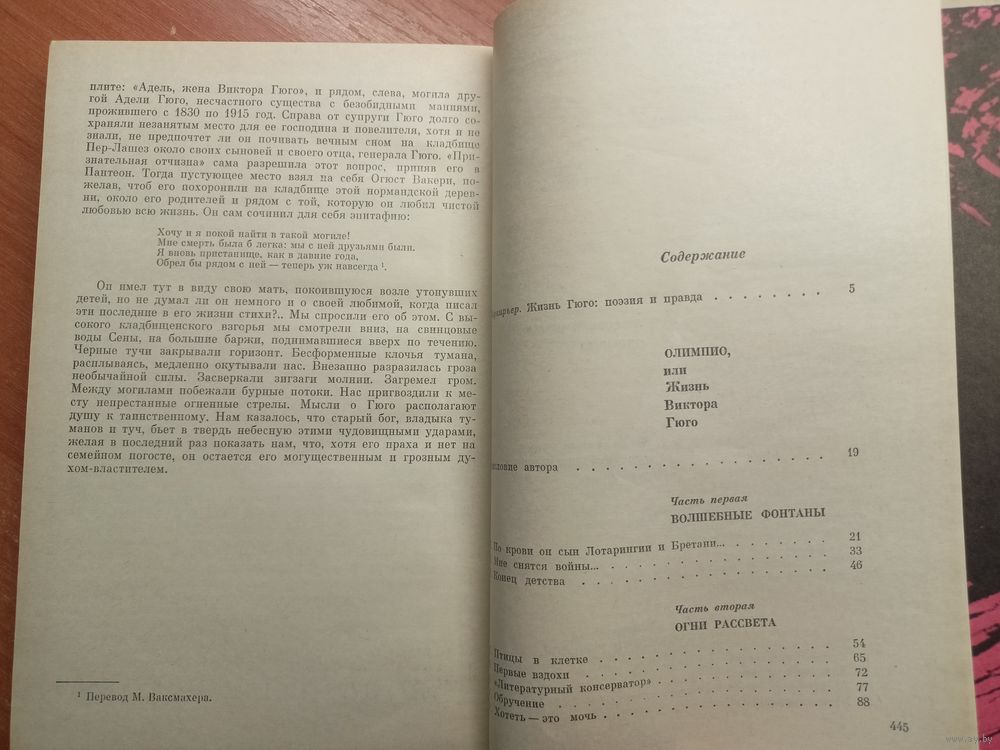 плите: «Адель, жена Виктора Гюго», и рядом, слева, могила дру-
гой Адели Гюго, несчастного существа с безобидными маниями,
прожившего с 1830 по 1915 год. Справа от супруги Гюго долго со-
храняли незанятым место для ее господина и повелителя, хотя и не
знали, не предпочтет ли он почивать вечным сном на кладбище
Пер-Лашез около своих сыновей и своего отца, генерала Гюго. «При-
знательная отчизна» сама разрешила этот вопрос, приняв его в
Пантеон. Тогда пустующее место взял на себя Огюст Вакери, по-
желав, чтоб его похоронили на кладбище этой нормандской дерев-
ни, около его родителей и рядом с той, которую он любил чистой
любовью всю жизнь. Он сам сочинил для себя эпитафию:
Хочу и я покой найти в такой могиле!
Мне смерть была б легка: мы с ней друзьями были.
Я вновь пристанище, как в давние года,
Обрел бы рядом с ней — теперь уж навсегда ¹.
Он имел тут в виду свою мать, покоившуюся возле утонувших
детей, но не думал ли он немного и о своей любимой, когда писал
эти последние в его жизни стихи?.. Мы спросили его об этом. С вы-
сокого кладбищенского взгорья мы смотрели вниз, на свинцовые
воды Сены, на большие баржи, поднимавшиеся вверх по течению.
Черные тучи закрывали горизонт. Бесформенные клочья тумана,
расплываясь, медленно окутывали нас. Внезапно разразилась гроза
необычайной силы. Засверкали зигзаги молнии. Загремел гром.
Между могилами побежали бурные потоки. Нас пригвоздили к ме-
сту непрестанные огненные стрелы. Мысли о Гюго располагают
душу к таинственному. Нам казалось, что старый бог, владыка ту-
манов и туч, бьет в твердь небесную этими чудовищными ударами,
желая в последний раз показать нам, что, хотя его праха и нет на
семейном погосте, он остается его могущественным и грозным ду-
хом-властителем.
¹ Перевод М. Ваксмахера.
Содержание
Жизнь Гюго: поэзия и правда . . . . . . . . 5
ОЛИМПИО,
или
Жизнь
Виктора
Гюго
автора . . . . . . . . . . . . . . . . . 19
Часть первая
ВОЛШЕБНЫЕ ФОНТАНЫ
По крови он сын Лотарингии и Бретани... . . . . . . . 21
Мне снятся войны... . . . . . . . . . . . . . . 33
Конец детства . . . . . . . . . . . . . . . . 46
Часть вторая
ОГНИ РАССВЕТА
Птицы в клетке . . . . . . . . . . . . . . . 54
Первые вздохи . . . . . . . . . . . . . . . 65
«Литературный консерватор» . . . . . . . . . . . 72
Обручение . . . . . . . . . . . . . . . . . 77
Хотеть — это мочь . . . . . . . . . . . . . . 88
445
www.ay.by